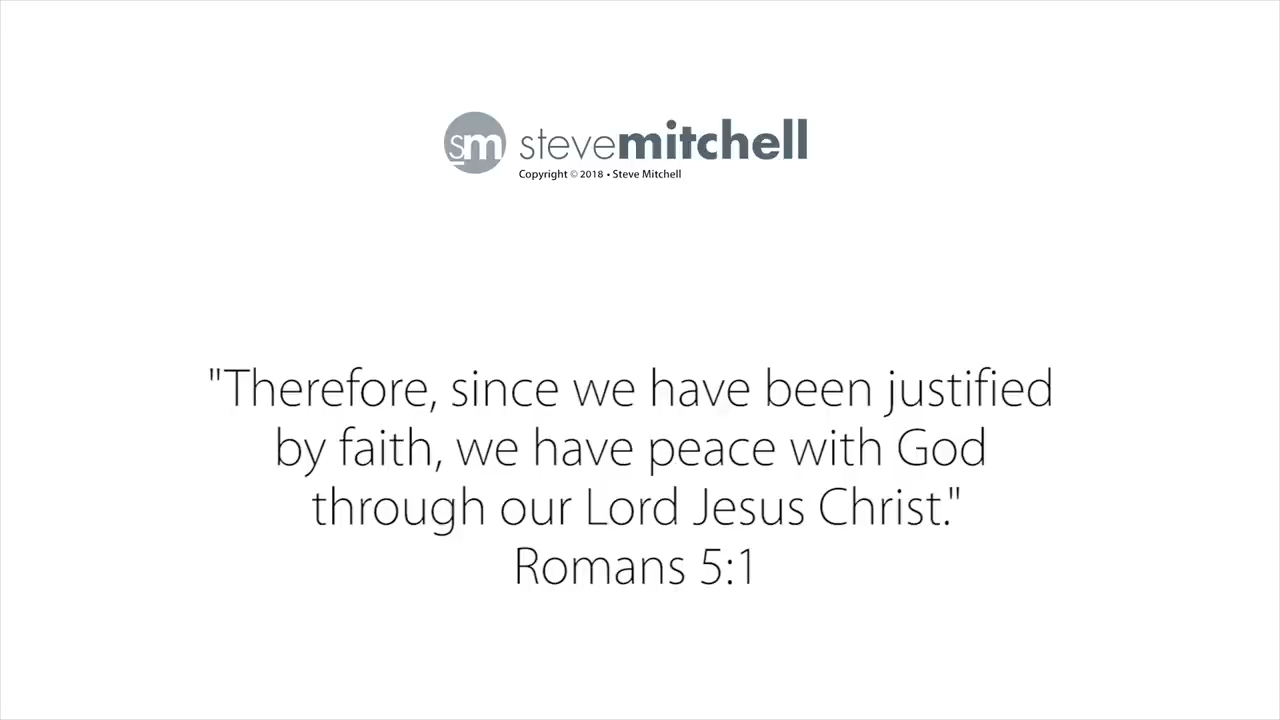 sm stevemitchell
Copyright © 2018 • Steve Mitchell
"Therefore, since we have been justified
by faith, we have peace with God
through our Lord Jesus Christ."
Romans 5:1